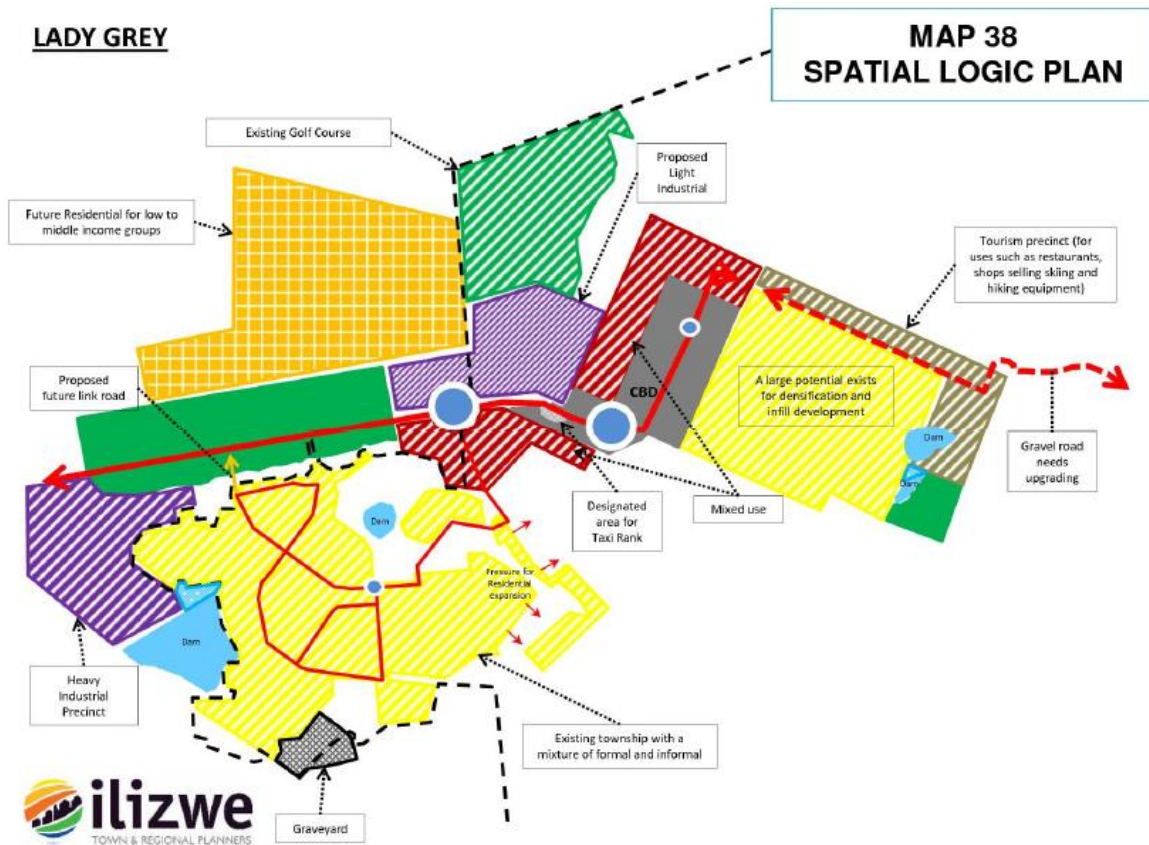 LADY GREY
MAP 38
SPATIAL LOGIC PLAN
Existing Golf Course
Proposed
Light
Industrial
Future Residential for low to
middle income groups
Tourism precinct (for
uses such as restaurants,
shops selling skiing and
hiking equipment)
Proposed
future link road
CBD
A large potential exists
for densification and
infill development
Dam
Dam
Gravel road
needs
upgrading
Designated
area for
Taxi Rank
Mixed use
Dam
Pressure for
Residential
expansion
Dam
Heavy
Industrial
Precinct
Existing township with a
mixture of formal and informal
Graveyard
ilizwe
TOWN & REGIONAL PLANNERS